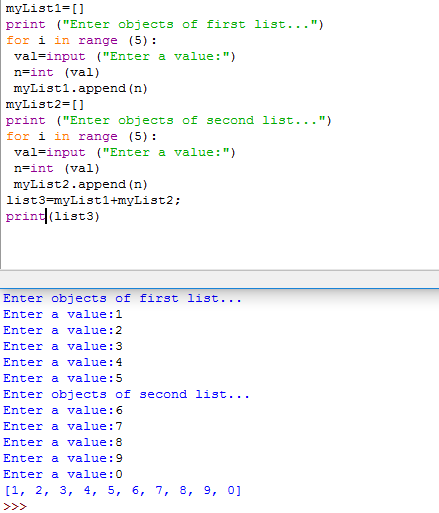 myList1=[]
print ("Enter objects of first list...")
for i in range (5):
 val=input ("Enter a value:")
 n=int (val)
 myList1.append(n)
myList2=[]
print ("Enter objects of second list...")
for i in range (5):
 val=input ("Enter a value:")
 n=int (val)
 myList2.append(n)
list3=myList1+myList2;
print(list3)
Enter objects of first list...
Enter a value:1
Enter a value:2
Enter a value:3
Enter a value:4
Enter a value:5
Enter objects of second list...
Enter a value:6
Enter a value:7
Enter a value:8
Enter a value:9
Enter a value:0
[1, 2, 3, 4, 5, 6, 7, 8, 9, 0]
>>>